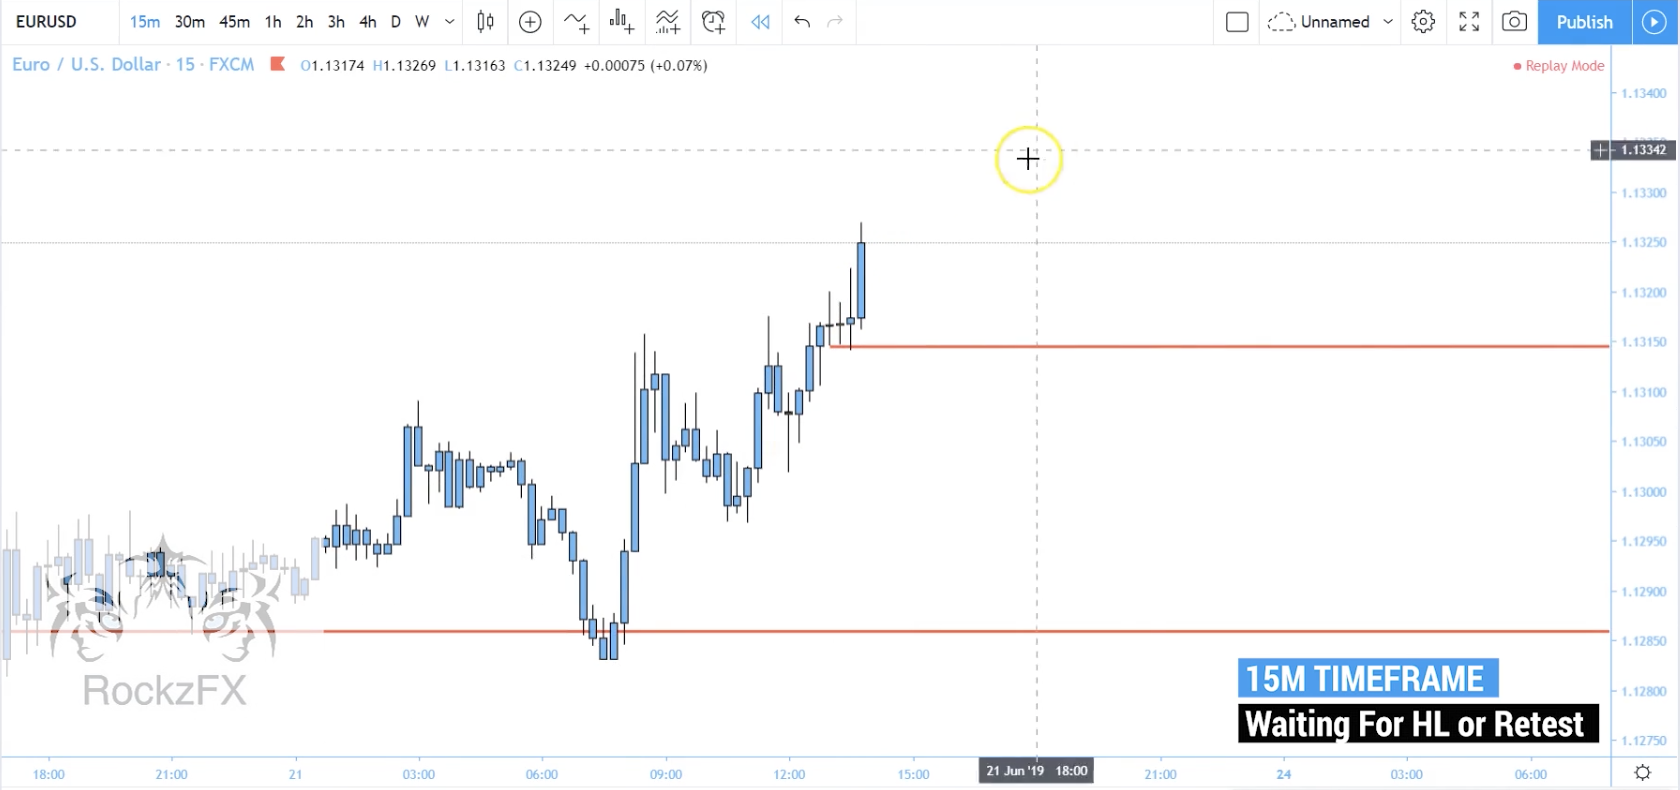 EURUSD 15m 30m 45m 1h 2h 3h 4h D W Unnamed Publish
Euro / U.S. Dollar · 15 · FXCM O1.13174 H1.13269 L1.13163 C1.13249 +0.00075 (+0.07%) Replay Mode
1.13400
1.13342
1.13300
1.13250
1.13200
1.13150
1.13100
1.13050
1.13000
1.12950
1.12900
1.12850
RockzFX
15M TIMEFRAME
1.12800
Waiting For HL or Retest
1.12750
18:00 21:00 21 03:00 06:00 09:00 12:00 15:00 21 Jun '19 18:00 21:00 24 03:00 06:00